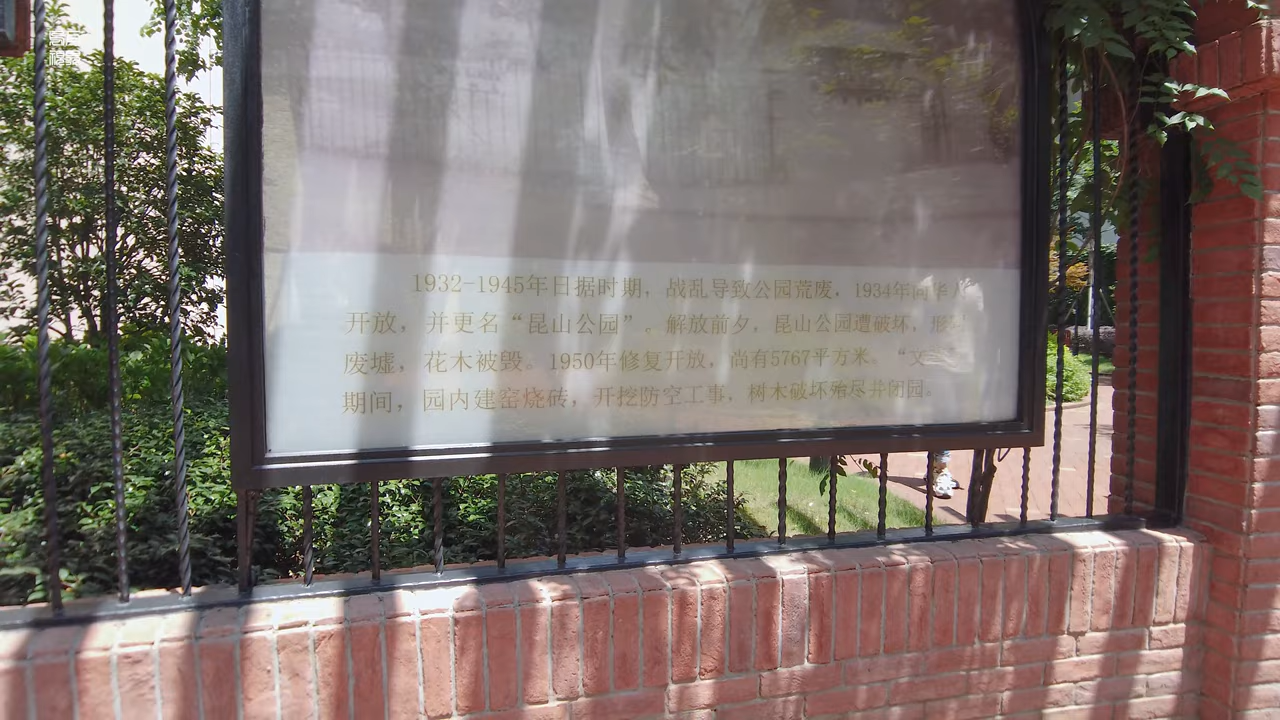 1932-1945年日据时期，战乱导致公园荒废，1934年向华人
开放，并更名“昆山公园”。解放前夕，昆山公园遭破坏，形
废墟，花木被毁。1950年修复开放，尚有5767平方米。“文
期间，园内建窑烧砖，开挖防空工事，树木破坏殆尽并闭园。